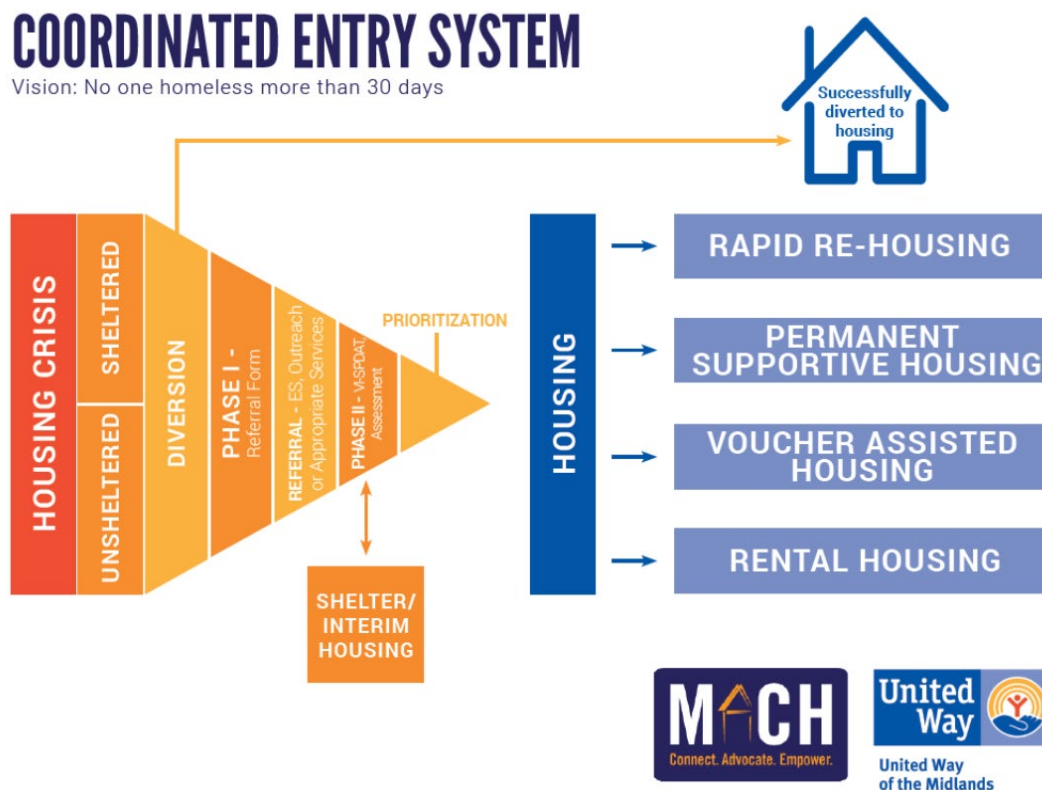 COORDINATED ENTRY SYSTEM
Vision: No one homeless more than 30 days
Successfully
diverted to
housing
HOUSING CRISIS
SHELTERED
UNSHELTERED
DIVERSION
PHASE I -
Referral Form
REFERRAL - ES, Outreach
or Appropriate Services
PHASE II - VI-SPDAT,
Assessment
PRIORITIZATION
SHELTER/
INTERIM
HOUSING
HOUSING
RAPID RE-HOUSING
PERMANENT
SUPPORTIVE HOUSING
VOUCHER ASSISTED
HOUSING
RENTAL HOUSING
MACH
Connect. Advocate. Empower.
United
Way
United Way
of the Midlands